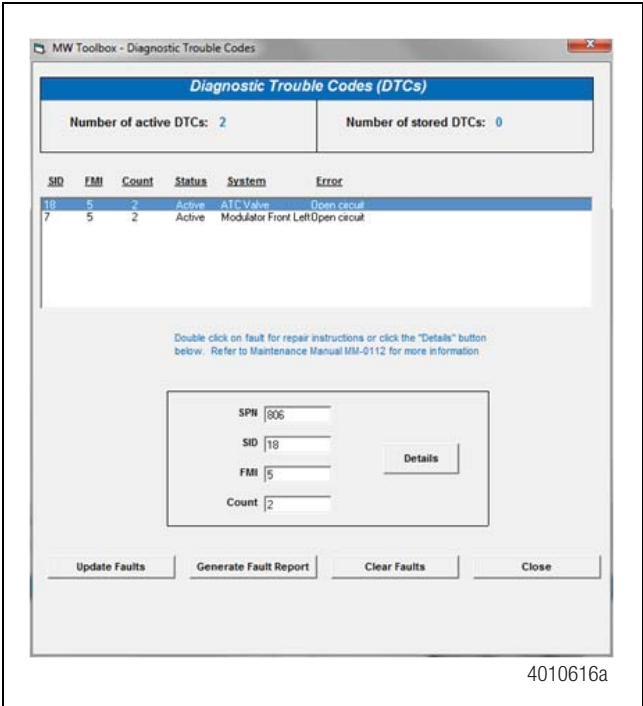 MW Toolbox - Diagnostic Trouble Codes
X
Diagnostic Trouble Codes (DTCs)
Number of active DTCs: 2 Number of stored DTCs: 0
SID FMI Count Status System Error
18 5 2 Active ATC Valve Open circuit
7 5 2 Active Modulator Front Left Open circuit
Double click on fault for repair instructions or click the "Details" button
below. Refer to Maintenance Manual MM-0112 for more information
SPN 806
SID 18
Details
FMI 5
Count 2
Update Faults Generate Fault Report Clear Faults Close
4010616a